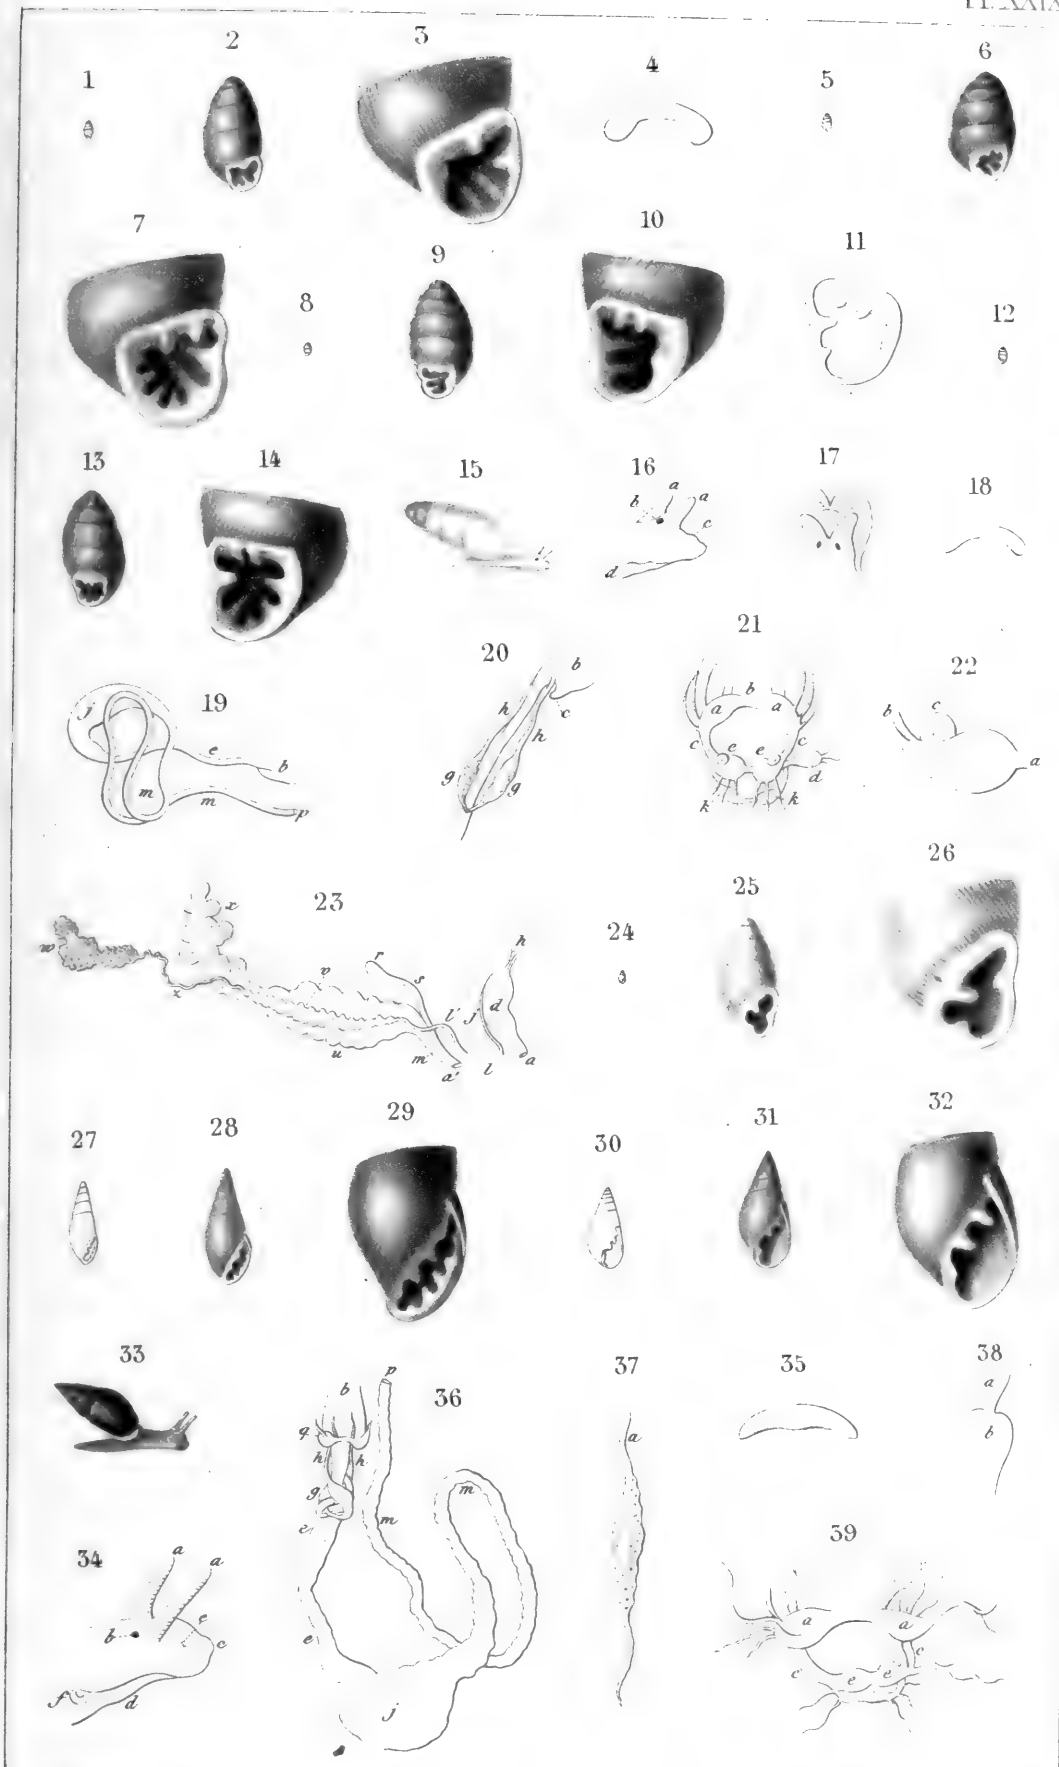 PL. XXIX
1 2 3 4 5 6
7 8 9 10 11 12
13 14 15 16 17 18
a
b a
c
d
19 20 21 22
j e b m m p
b h c h g g
b a a c c e e d k k
b c a
23 24 25 26
w x r s v z l' j d h u m a' l a
27 28 29 30 31 32
33 36 37 35 38
p
b
q
h h
g
m m
e
e
j
a
a
b
34 39
a a
b e c
f d
a a
c c
e e